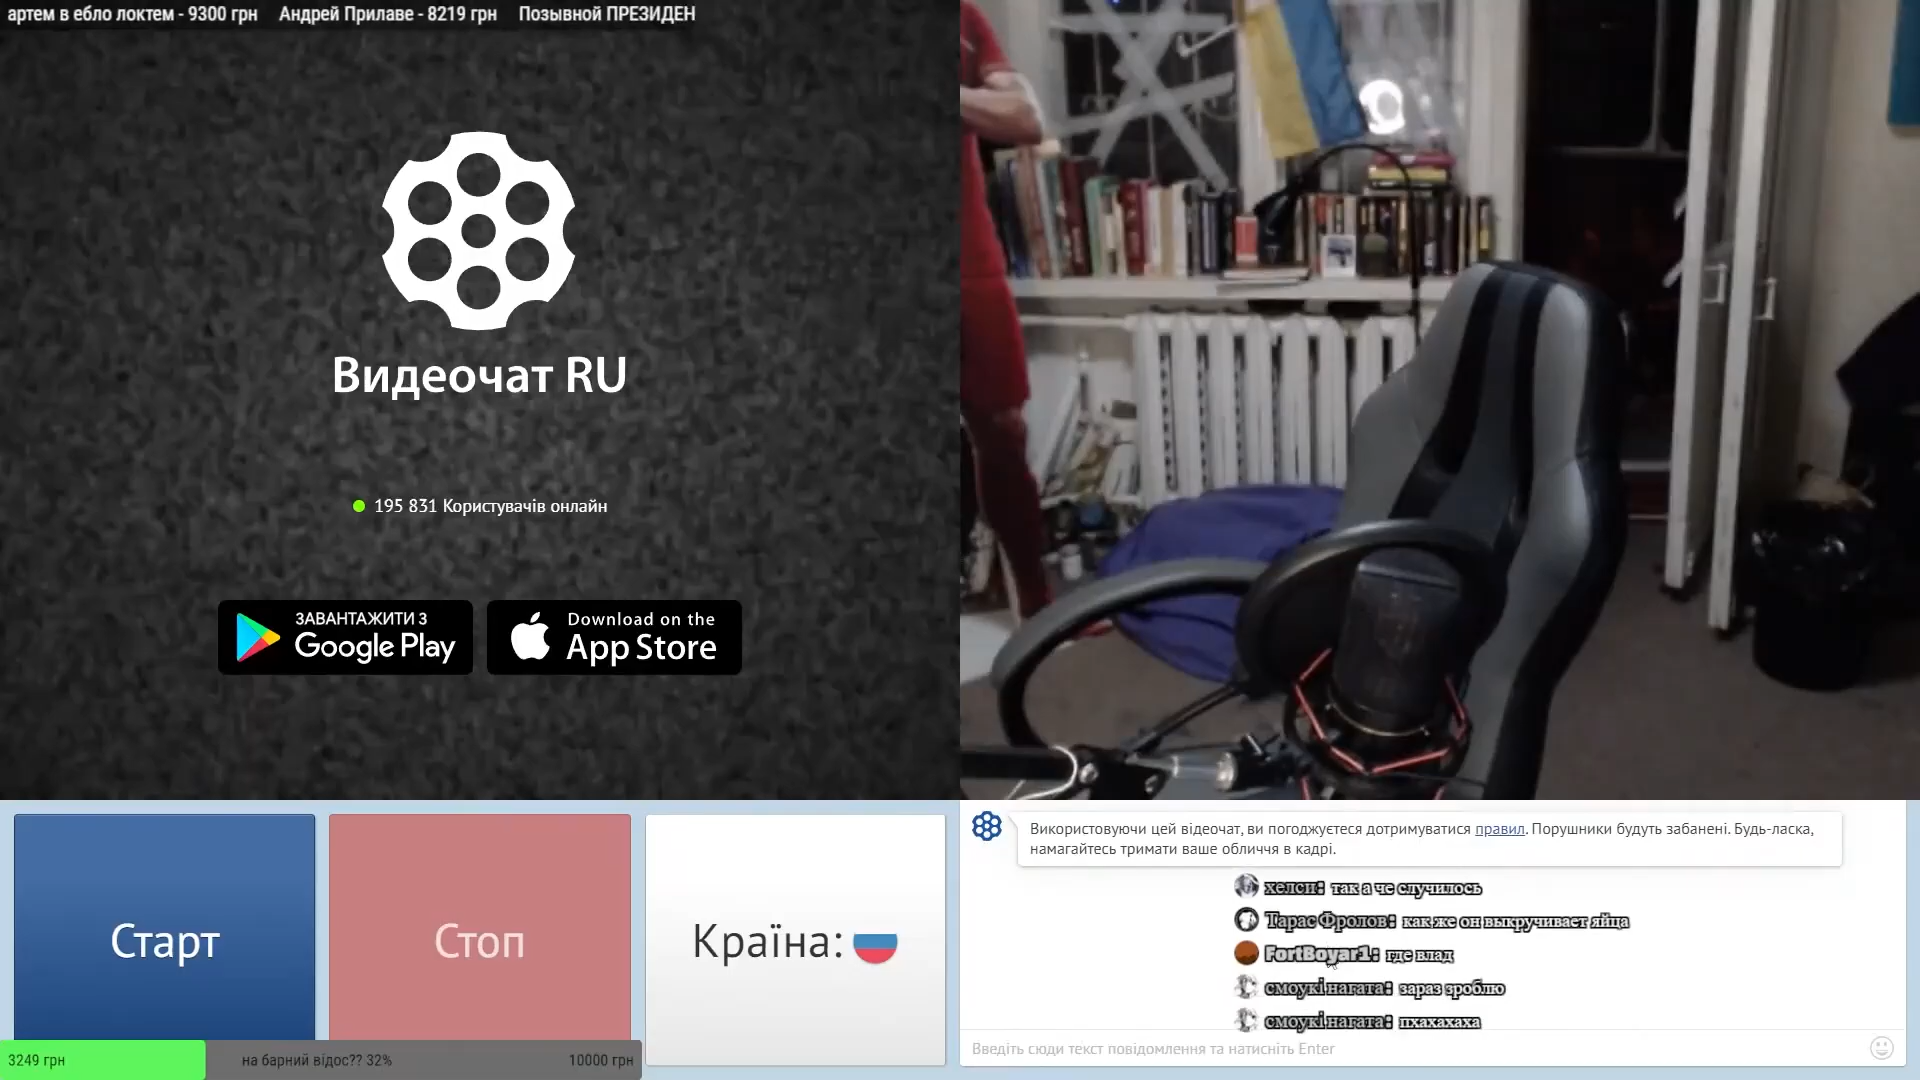 артем в ебло локтем - 9300 грн Андрей Прилаве - 8219 грн Позывной ПРЕЗИДЕН
Видеочат RU
195 831 Користувачів онлайн
ЗАВАНТАЖИТИ З
Google Play
Download on the
App Store
Старт
Стоп
Країна:
3249 грн на барний відос?? 32% 10000 грн
Використовуючи цей відеочат, ви погоджуєтеся дотримуватися правил. Порушники будуть забанені. Будь-ласка,
намагайтесь тримати ваше обличчя в кадрі.
хелси: так а че случилось
Тарас Фролов: как же он выкручивает яйца
FortBoyar1: где влад
смоукі нагата: зараз зроблю
смоукі нагата: пхахахаха
Введіть сюди текст повідомлення та натисніть Enter